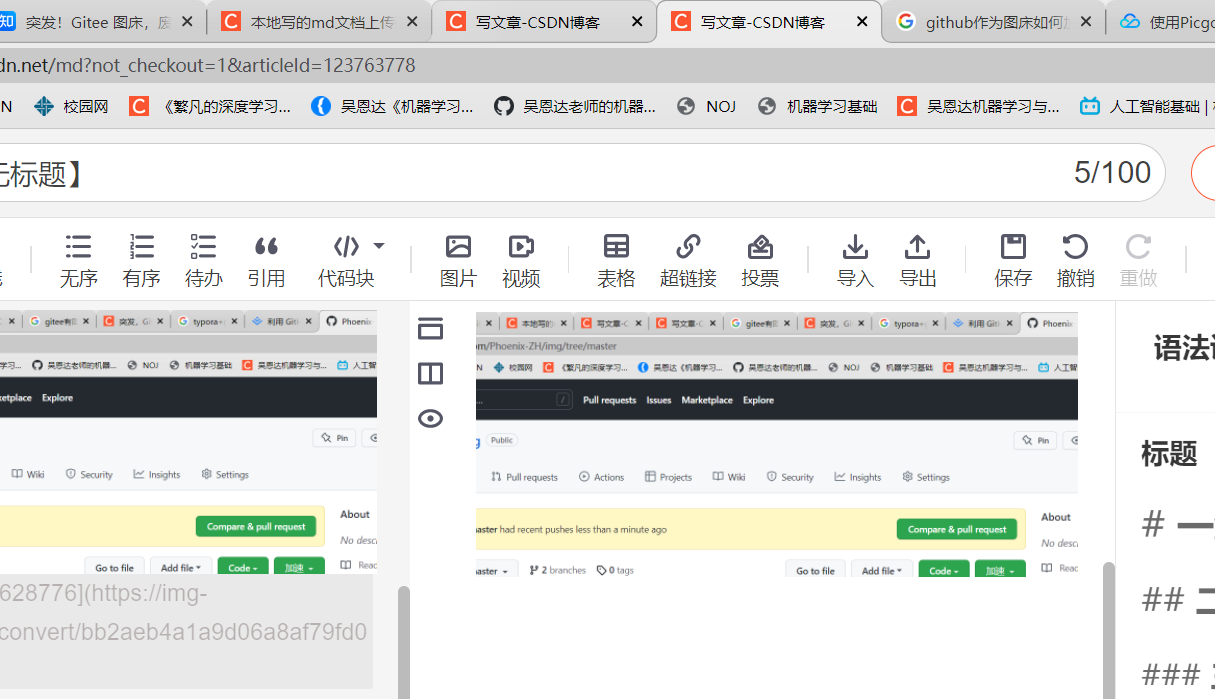 知 突发！Gitee 图床，废
本地写的md文档上传
写文章-CSDN博客
写文章-CSDN博客
github作为图床如何
使用Picgo
dn.net/md?not_checkout=1&articleId=123763778
N 校园网 《繁凡的深度学习... 吴恩达《机器学习... 吴恩达老师的机器... NOJ 机器学习基础 吴恩达机器学习与... 人工智能基础 |
无标题】 5/100
无序 有序 待办 引用 代码块 图片 视频 表格 超链接 投票 导入 导出 保存 撤销 重做
突发，Gi typora+ 利用 Git Phoenix
学习... 吴恩达老师的机器... NOJ 机器学习基础 吴恩达机器学习与... 人工智
etplace Explore
Pin
Wiki Security Insights Settings
Compare & pull request About
No desc
Go to file Add file Code 加速 Read
628776](https://img-
convert/bb2aeb4a1a9d06a8af79fd0
本地写的 写文章-C 写文章-C 突发，Gi typora+ 利用 Git Phoenix
om/Phoenix-ZH/img/tree/master
N 校园网 《繁凡的深度学习... 吴恩达《机器学习... 吴恩达老师的机器... NOJ 机器学习基础 吴恩达机器学习与... 人工智
... / Pull requests Issues Marketplace Explore
g Public Pin
Pull requests Actions Projects Wiki Security Insights Settings
aster had recent pushes less than a minute ago Compare & pull request About
No desci
aster 2 branches 0 tags Go to file Add file Code 加速 Read
语法
标题
# 一
## 二
###